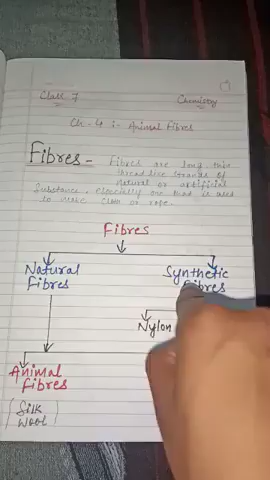 Class 7
Chemistry
Ch-4 :- Animal Fibres
Fibres - Fibres are long thin
thread like strands of
natural or artificial
substance, especially one that is used
to make cloth or rope.
Fibres
Natural
Fibres
Synthetic
Fibres
Nylon
Animal
Fibres
(Silk
Wool)